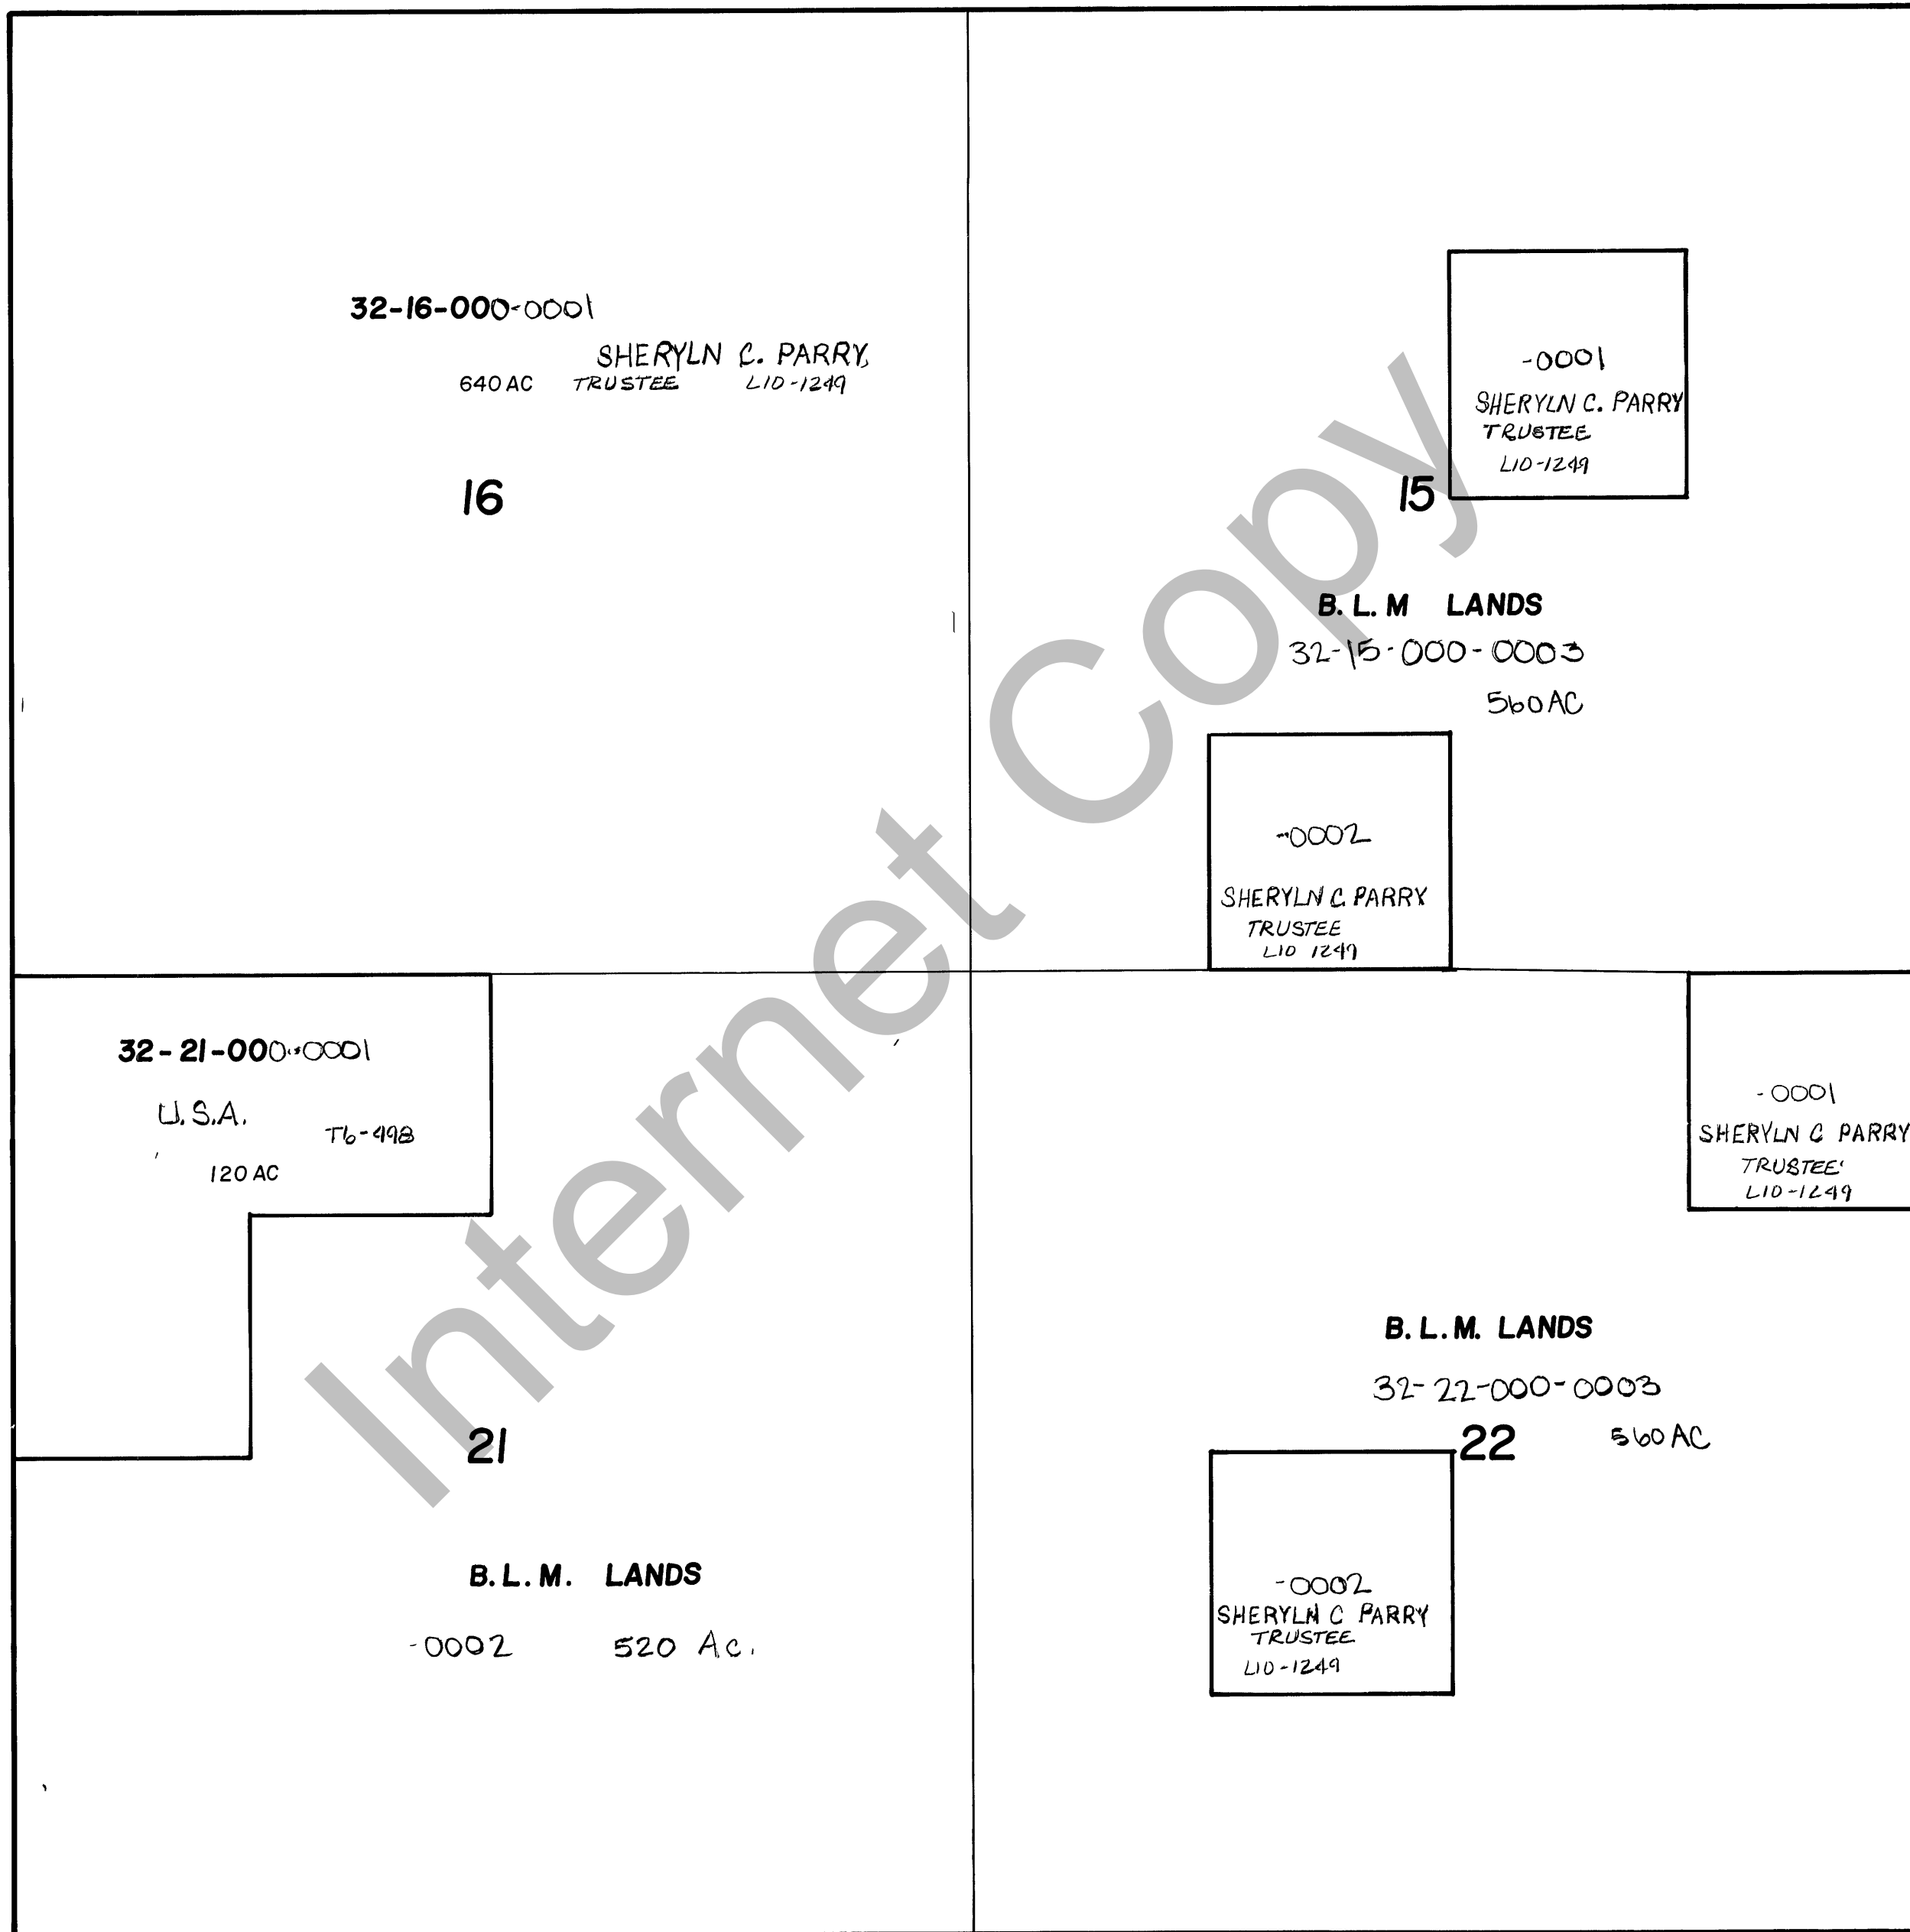 32-16-000-0001
SHERYLN C. PARRY,
640 AC TRUSTEE L10-1249
16
-0001
SHERYLN C. PARRY
TRUSTEE
L10-1249
15
B. L. M LANDS
32-15-000-0003
560 AC
-0002
SHERYLN C. PARRY
TRUSTEE
L10 1249
32-21-000-0001
U.S.A.
T6-498
120 AC
21
B. L. M. LANDS
-0002 520 Ac.
-0001
SHERYLN C PARRY
TRUSTEE
L10-1249
B. L. M. LANDS
32-22-000-0003
22 560 AC
-0002
SHERYLN C PARRY
TRUSTEE
L10-1249
Internet Copy